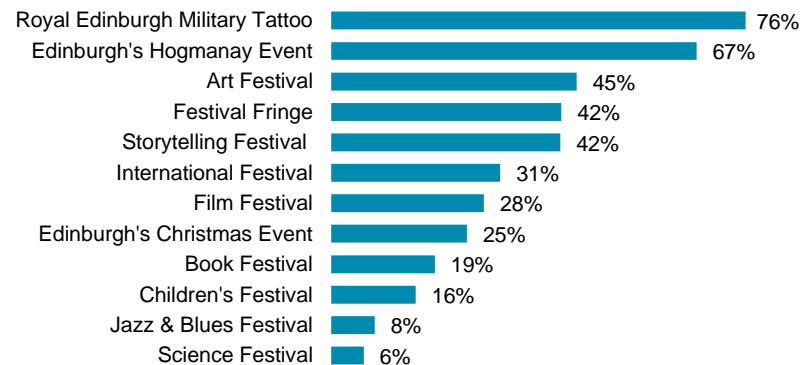 Royal Edinburgh Military Tattoo 76%
Edinburgh's Hogmanay Event 67%
Art Festival 45%
Festival Fringe 42%
Storytelling Festival 42%
International Festival 31%
Film Festival 28%
Edinburgh's Christmas Event 25%
Book Festival 19%
Children's Festival 16%
Jazz & Blues Festival 8%
Science Festival 6%